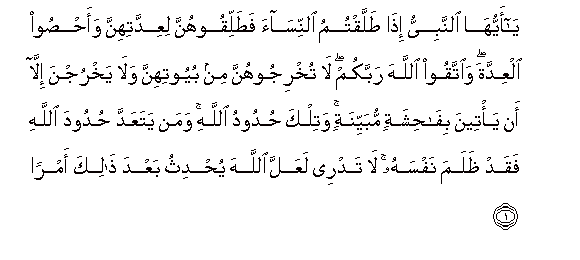 يَـٰٓأَيُّهَا ٱلنَّبِىُّ إِذَا طَلَّقْتُمُ ٱلنِّسَآءَ فَطَلِّقُوهُنَّ لِعِدَّتِهِنَّ وَأَحْصُوا۟
ٱلْعِدَّةَ ۖ وَٱتَّقُوا۟ ٱللَّهَ رَبَّكُمْ ۖ لَا تُخْرِجُوهُنَّ مِنۢ بُيُوتِهِنَّ وَلَا يَخْرُجْنَ إِلَّآ
أَن يَأْتِينَ بِفَـٰحِشَةٍ مُّبَيِّنَةٍ ۚ وَتِلْكَ حُدُودُ ٱللَّهِ ۚ وَمَن يَتَعَدَّ حُدُودَ ٱللَّهِ
فَقَدْ ظَلَمَ نَفْسَهُۥ ۚ لَا تَدْرِى لَعَلَّ ٱللَّهَ يُحْدِثُ بَعْدَ ذَٰلِكَ أَمْرًا
١